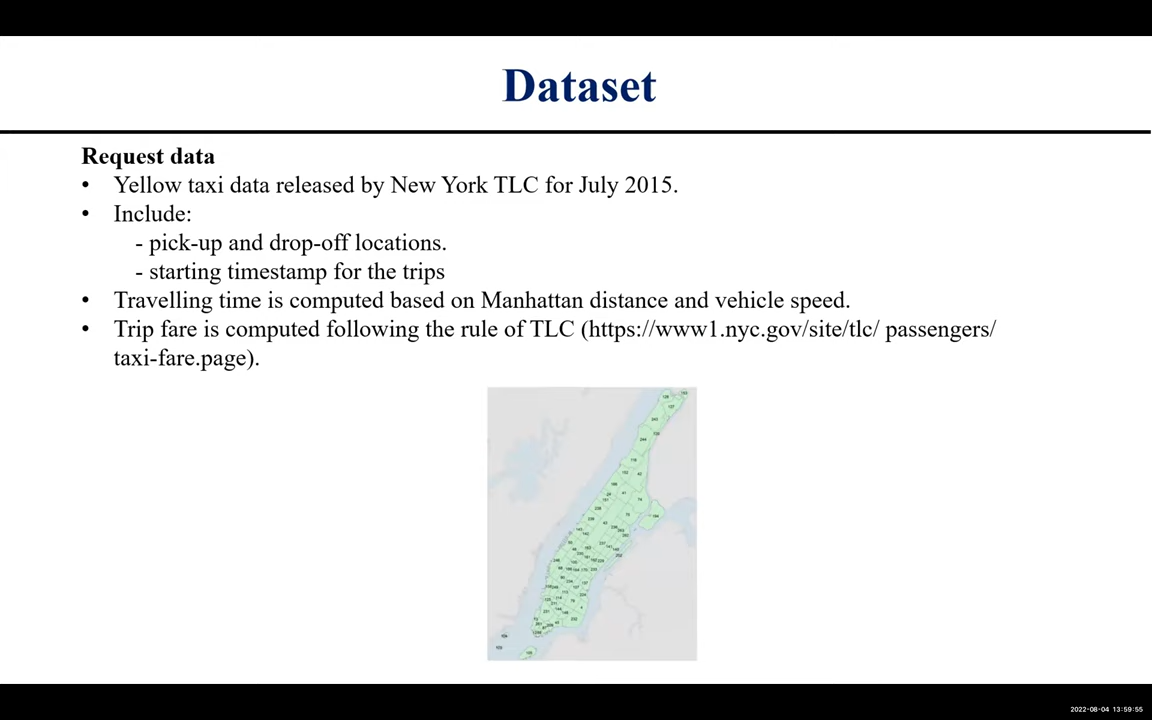 Dataset
Request data
• Yellow taxi data released by New York TLC for July 2015.
• Include:
- pick-up and drop-off locations.
- starting timestamp for the trips
• Travelling time is computed based on Manhattan distance and vehicle speed.
• Trip fare is computed following the rule of TLC (https://www1.nyc.gov/site/tlc/ passengers/
taxi-fare.page).
2022-08-04 13:59:55